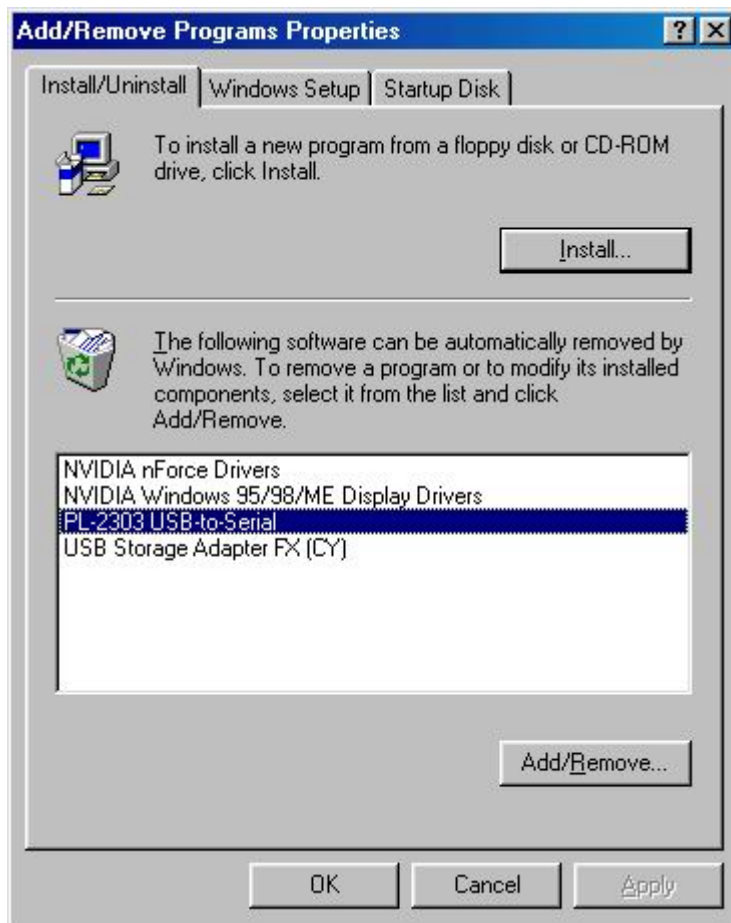 Add/Remove Programs Properties
Install/Uninstall
Windows Setup
Startup Disk
To install a new program from a floppy disk or CD-ROM
drive, click Install.
Install...
The following software can be automatically removed by
Windows. To remove a program or to modify its installed
components, select it from the list and click
Add/Remove.
NVIDIA nForce Drivers
NVIDIA Windows 95/98/ME Display Drivers
PL-2303 USB-to-Serial
USB Storage Adapter FX (CY)
Add/Remove...
OK
Cancel
Apply